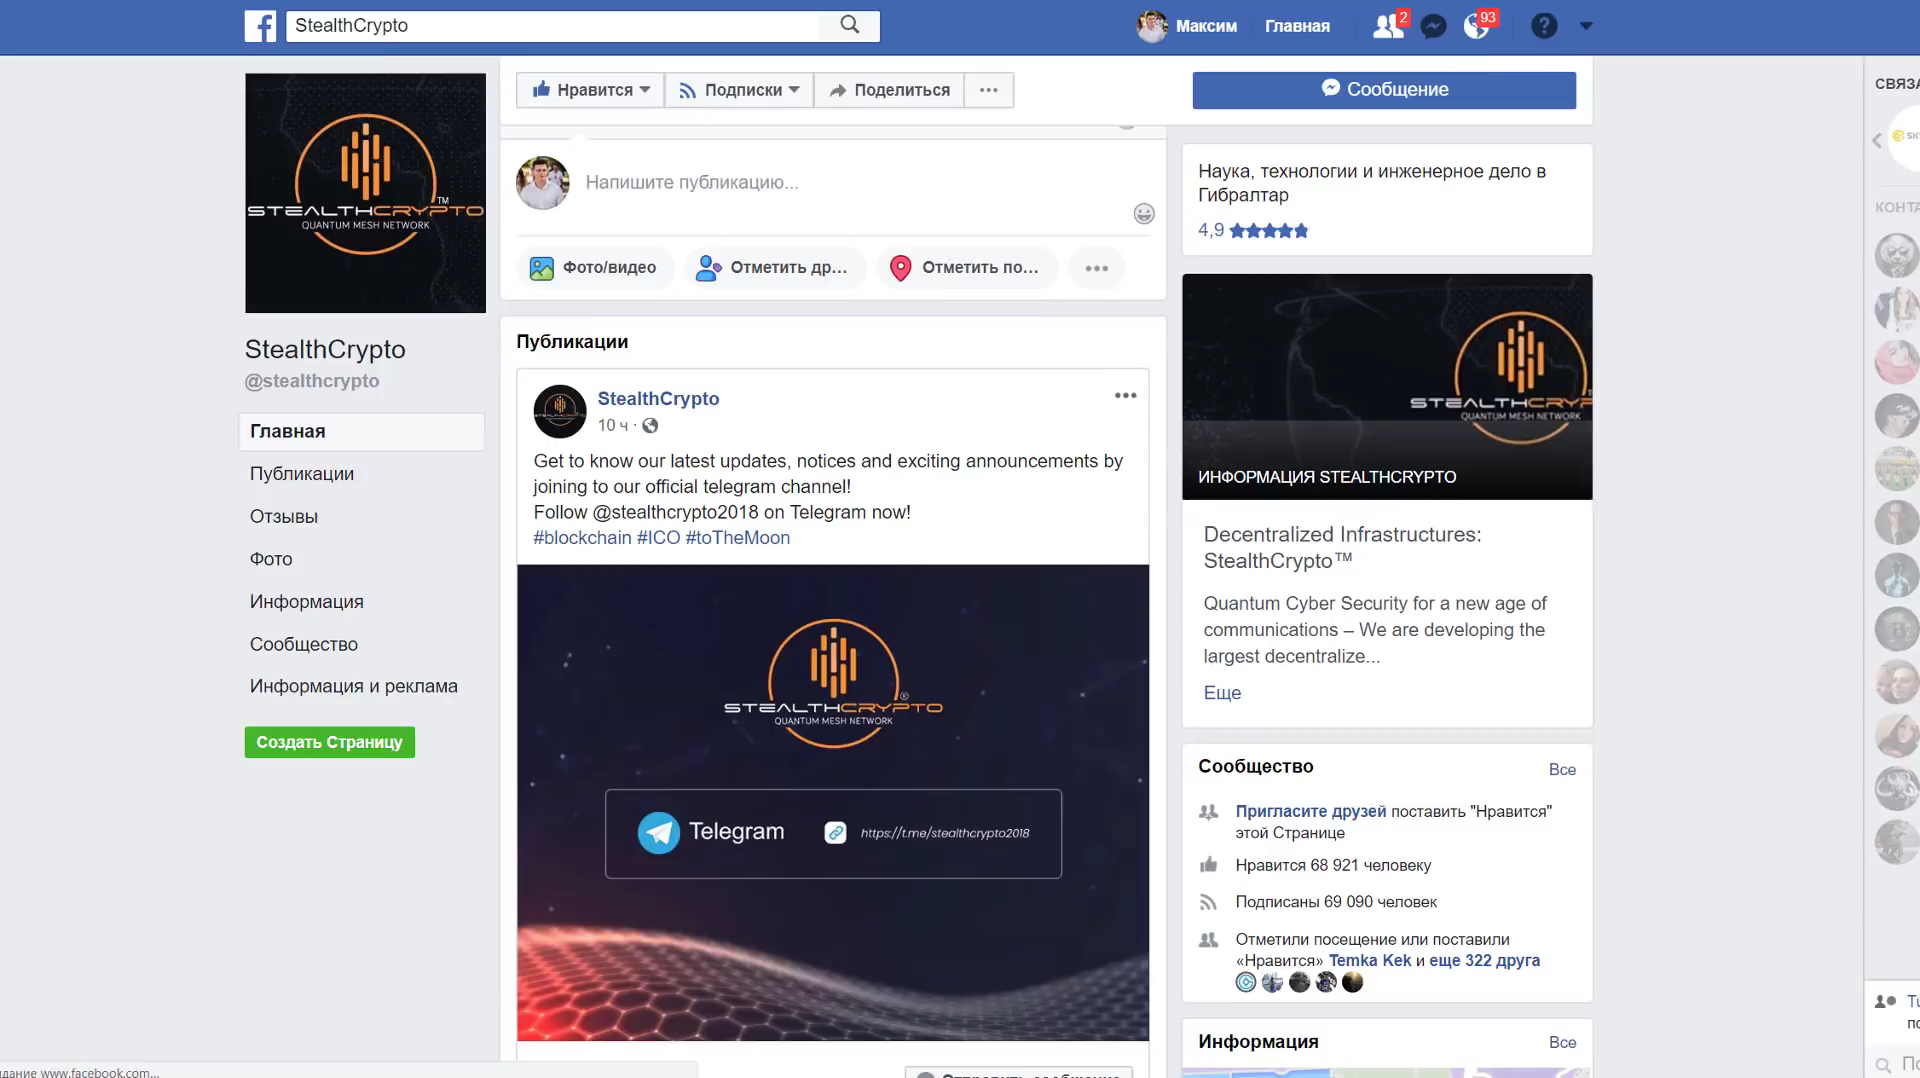 StealthCrypto
Максим
Главная
2
93
STEALTHCRYPTO™
QUANTUM MESH NETWORK
StealthCrypto
@stealthcrypto
Главная
Публикации
Отзывы
Фото
Информация
Сообщество
Информация и реклама
Создать Страницу
Нравится
Подписки
Поделиться
Сообщение
Напишите публикацию...
Фото/видео
Отметить др...
Отметить по...
Публикации
StealthCrypto
10 ч ·
Get to know our latest updates, notices and exciting announcements by
joining to our official telegram channel!
Follow @stealthcrypto2018 on Telegram now!
#blockchain #ICO #toTheMoon
STEALTHCRYPTO®
QUANTUM MESH NETWORK
Telegram
https://t.me/stealthcrypto2018
Наука, технологии и инженерное дело в
Гибралтар
4,9
STEALTHCRYP
QUANTUM MESH NETWORK
ИНФОРМАЦИЯ STEALTHCRYPTO
Decentralized Infrastructures:
StealthCrypto™
Quantum Cyber Security for a new age of
communications – We are developing the
largest decentralize...
Еще
Сообщество
Все
Пригласите друзей поставить "Нравится"
этой Странице
Нравится 68 921 человеку
Подписаны 69 090 человек
Отметили посещение или поставили
«Нравится» Temka Kek и еще 322 друга
Информация
Все
СВЯЗА
КОНТА
www.facebook.com...